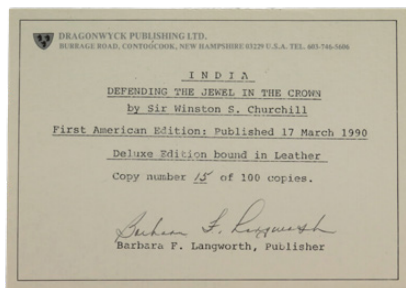 DRAGONWYCK PUBLISHING LTD.
BURRAGE ROAD, CONTOOCOOK, NEW HAMPSHIRE 03229 U.S.A. TEL. 603-746-5606
INDIA
DEFENDING THE JEWEL IN THE CROWN
by Sir Winston S. Churchill
First American Edition: Published 17 March 1990
Deluxe Edition bound in Leather
Copy number 15 of 100 copies.
Barbara F. Langworth
Barbara F. Langworth, Publisher